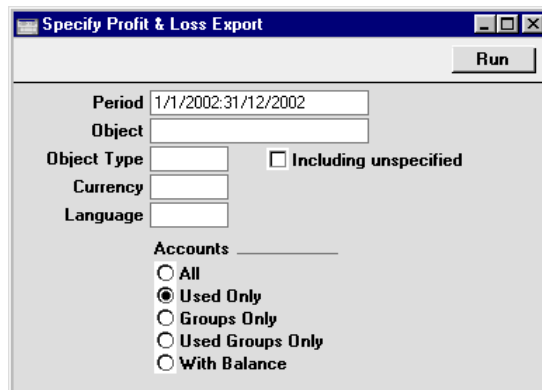 Specify Profit & Loss Export
Run
Period 1/1/2002:31/12/2002
Object
Object Type Including unspecified
Currency
Language
Accounts
All
Used Only
Groups Only
Used Groups Only
With Balance